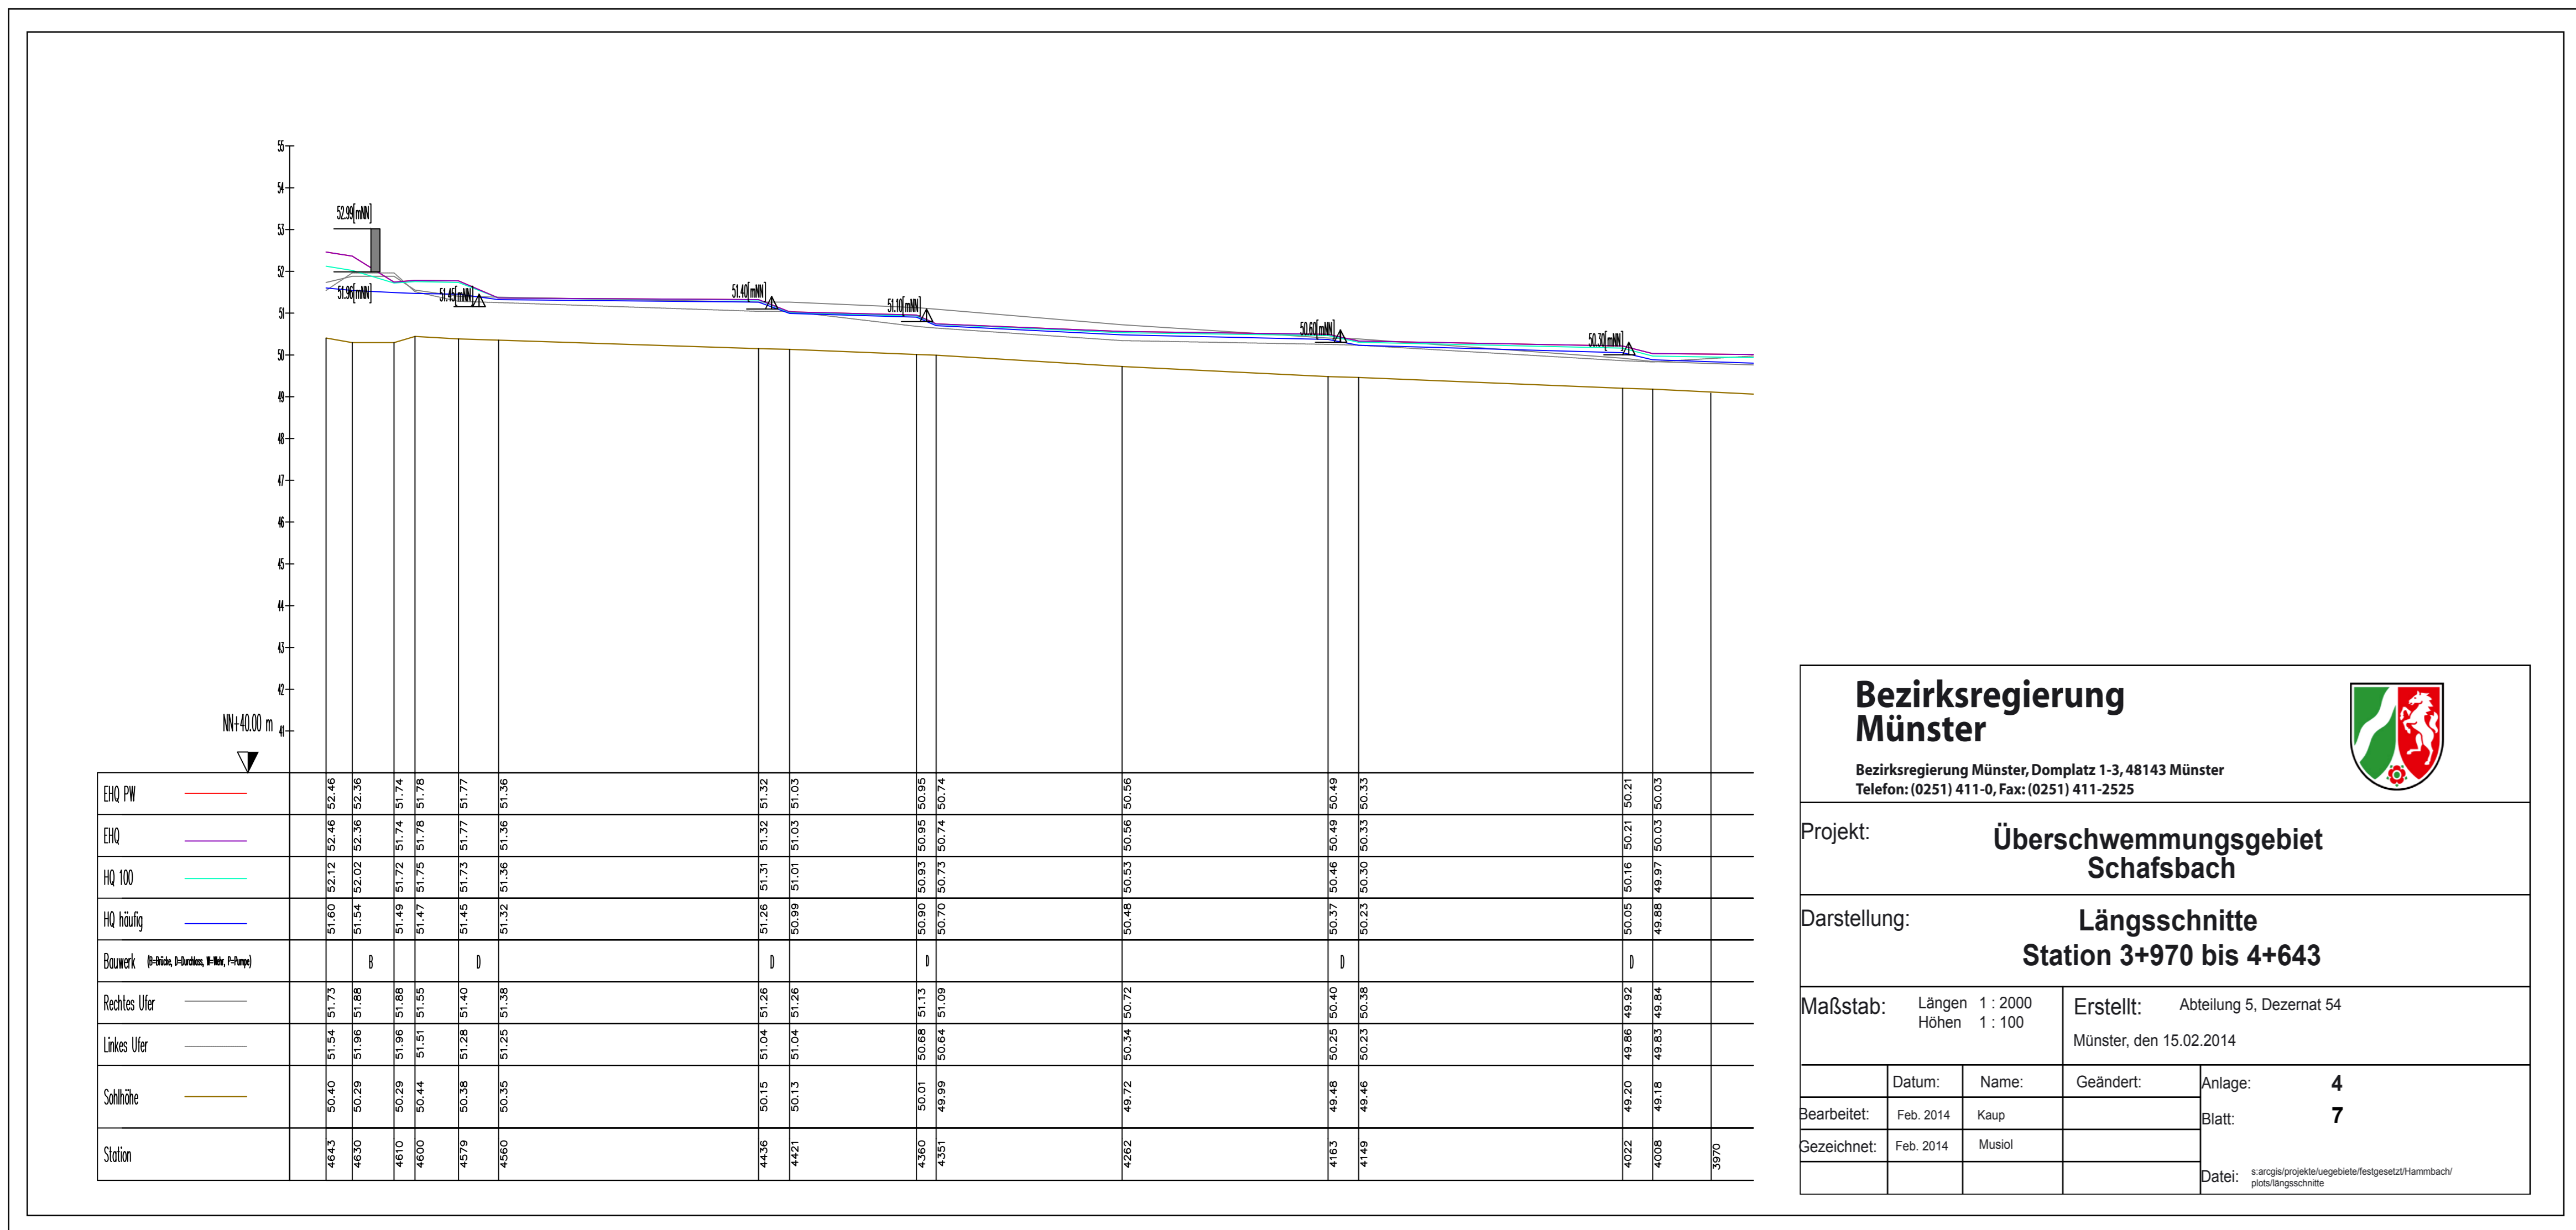 55
54
53
52
51
50
49
48
47
46
45
44
43
42
41
NN+40.00 m
52.99[mNN]
51.96[mNN]
51.45[mNN]
51.40[mNN]
51.10[mNN]
50.60[mNN]
50.30[mNN]
EHQ PW 52.46 52.36 51.74 51.78 51.77 51.36 51.32 51.03 50.95 50.74 50.56 50.49 50.33 50.21 50.03
EHQ 52.46 52.36 51.74 51.78 51.77 51.36 51.32 51.03 50.95 50.74 50.56 50.49 50.33 50.21 50.03
HQ 100 52.12 52.02 51.72 51.75 51.73 51.36 51.31 51.01 50.93 50.73 50.53 50.46 50.30 50.16 49.97
HQ häufig 51.60 51.54 51.49 51.47 51.45 51.32 51.26 50.99 50.90 50.70 50.48 50.37 50.23 50.05 49.88
Bauwerk (B=Brücke, D=Durchlass, W=Wehr, P=Pumpe) B D D D D D
Rechtes Ufer 51.73 51.88 51.88 51.55 51.40 51.38 51.26 51.26 51.13 51.09 50.72 50.40 50.38 49.92 49.84
Linkes Ufer 51.54 51.96 51.96 51.51 51.28 51.25 51.04 51.04 50.68 50.64 50.34 50.25 50.23 49.86 49.83
Sohlhöhe 50.40 50.29 50.29 50.44 50.38 50.35 50.15 50.13 50.01 49.99 49.72 49.48 49.46 49.20 49.18
Station 4643 4630 4610 4600 4579 4560 4436 4421 4360 4351 4262 4163 4149 4022 4008 3970
Bezirksregierung
Münster
Bezirksregierung Münster, Domplatz 1-3, 48143 Münster
Telefon: (0251) 411-0, Fax: (0251) 411-2525
Projekt: Überschwemmungsgebiet
Schafsbach
Darstellung: Längsschnitte
Station 3+970 bis 4+643
Maßstab: Längen 1 : 2000
Höhen 1 : 100
Erstellt: Abteilung 5, Dezernat 54
Münster, den 15.02.2014
Datum: Name: Geändert:
Bearbeitet: Feb. 2014 Kaup
Gezeichnet: Feb. 2014 Musiol
Anlage: 4
Blatt: 7
Datei: s:arcgis/projekte/uegebiete/festgesetzt/Hammbach/
plots/längsschnitte